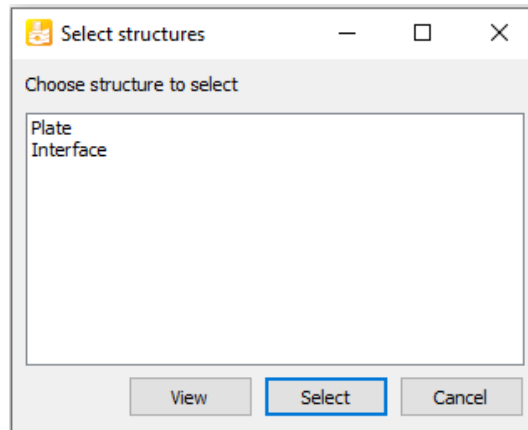 Select structures
Choose structure to select
Plate
Interface
View Select Cancel